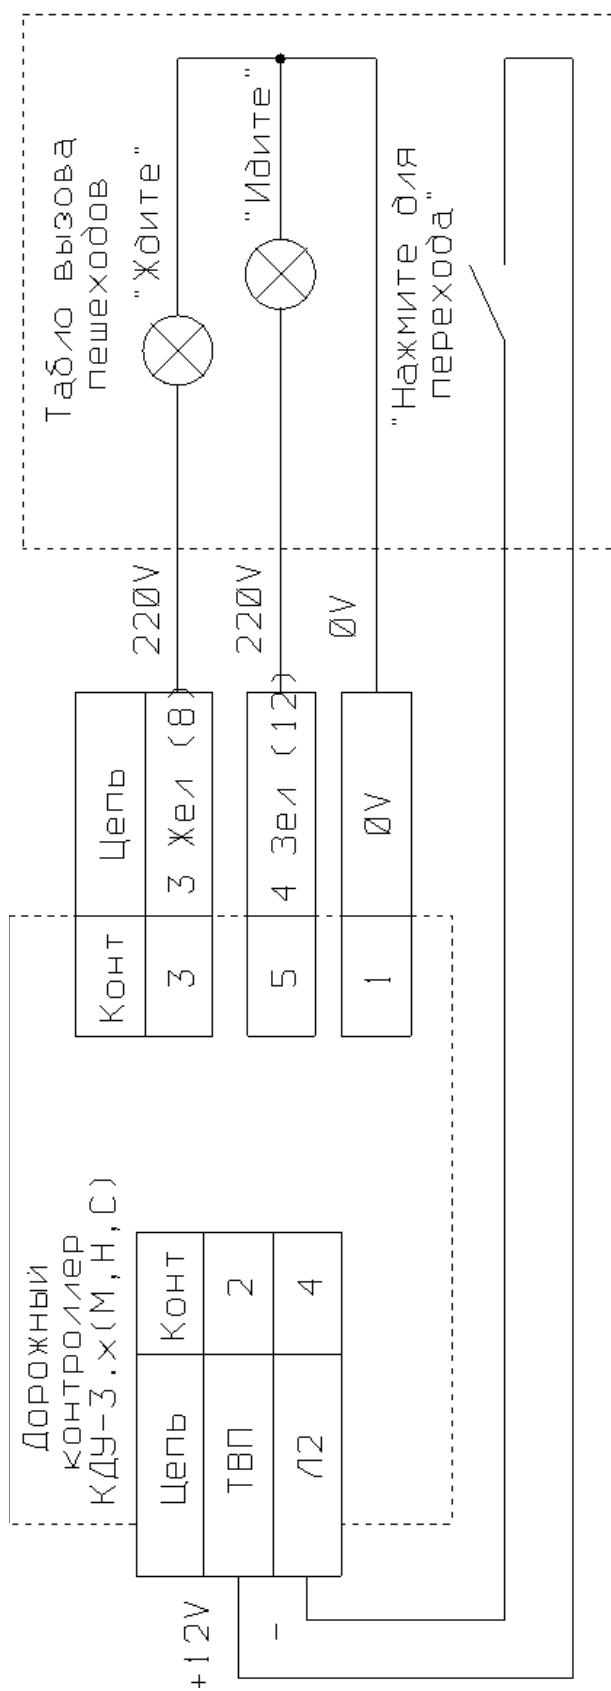 Дорожный
контроллер
КДУ-3.х(М,Н,С)
Цепь Конт
ТВП 2
Л2 4
+12V
-
Конт Цепь
3 3 Жел (8)
5 4 Зел (12)
1 0V
220V
220V
0V
Табло вызова
пешеходов
"Ждите"
"Идите"
"Нажмите для
перехода"